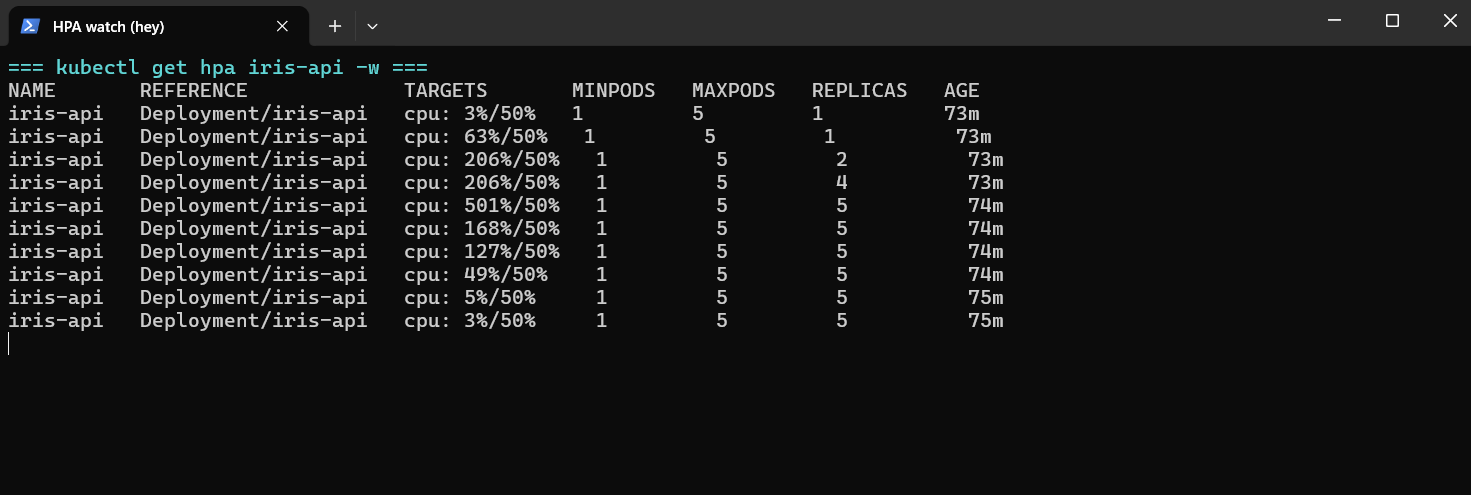 HPA watch (hey)
=== kubectl get hpa iris-api -w ===
NAME       REFERENCE             TARGETS       MINPODS   MAXPODS   REPLICAS   AGE
iris-api   Deployment/iris-api   cpu: 3%/50%   1         5         1          73m
iris-api   Deployment/iris-api   cpu: 63%/50%   1         5         1          73m
iris-api   Deployment/iris-api   cpu: 206%/50%   1         5         2          73m
iris-api   Deployment/iris-api   cpu: 206%/50%   1         5         4          73m
iris-api   Deployment/iris-api   cpu: 501%/50%   1         5         5          74m
iris-api   Deployment/iris-api   cpu: 168%/50%   1         5         5          74m
iris-api   Deployment/iris-api   cpu: 127%/50%   1         5         5          74m
iris-api   Deployment/iris-api   cpu: 49%/50%    1         5         5          74m
iris-api   Deployment/iris-api   cpu: 5%/50%     1         5         5          75m
iris-api   Deployment/iris-api   cpu: 3%/50%     1         5         5          75m